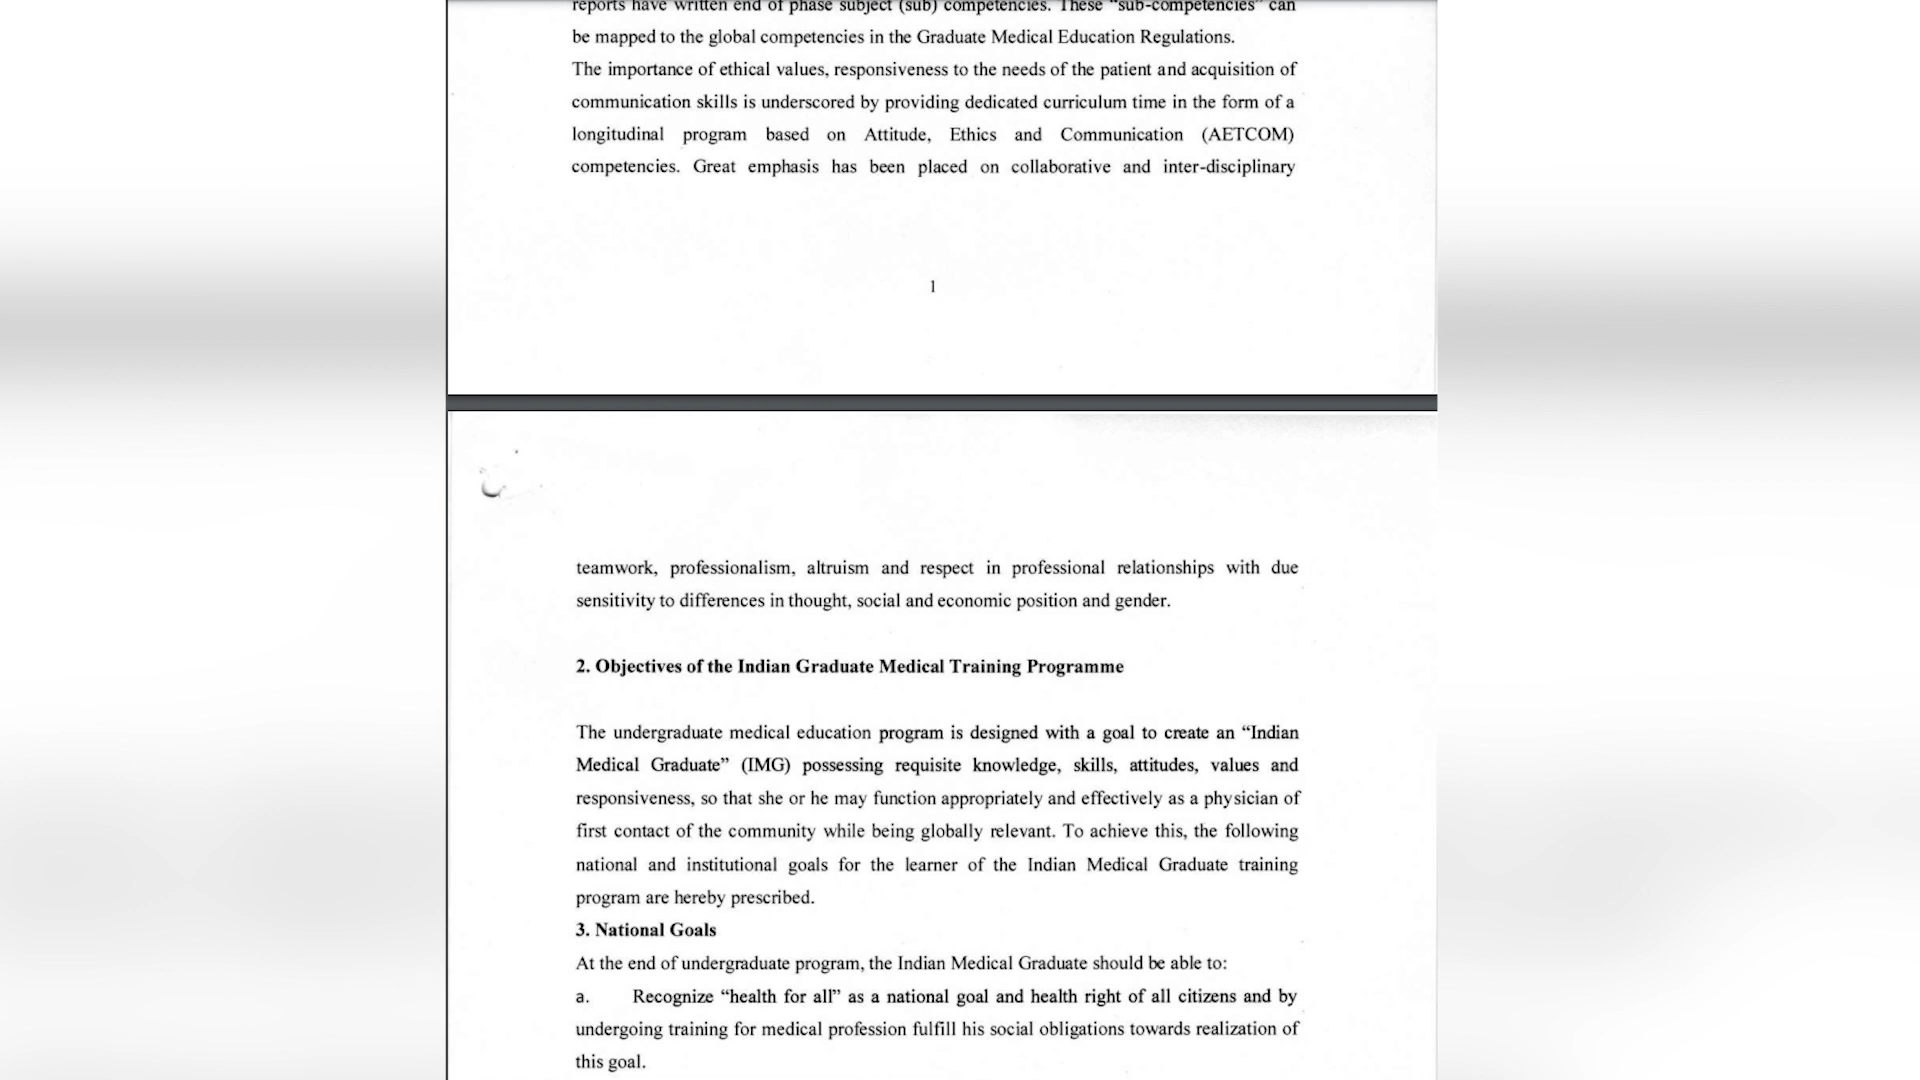 reports have written end of phase subject (sub) competencies. These “sub-competencies” can
be mapped to the global competencies in the Graduate Medical Education Regulations.
The importance of ethical values, responsiveness to the needs of the patient and acquisition of
communication skills is underscored by providing dedicated curriculum time in the form of a
longitudinal program based on Attitude, Ethics and Communication (AETCOM)
competencies. Great emphasis has been placed on collaborative and inter-disciplinary
1
teamwork, professionalism, altruism and respect in professional relationships with due
sensitivity to differences in thought, social and economic position and gender.
2. Objectives of the Indian Graduate Medical Training Programme
The undergraduate medical education program is designed with a goal to create an “Indian
Medical Graduate” (IMG) possessing requisite knowledge, skills, attitudes, values and
responsiveness, so that she or he may function appropriately and effectively as a physician of
first contact of the community while being globally relevant. To achieve this, the following
national and institutional goals for the learner of the Indian Medical Graduate training
program are hereby prescribed.
3. National Goals
At the end of undergraduate program, the Indian Medical Graduate should be able to:
a. Recognize “health for all” as a national goal and health right of all citizens and by
undergoing training for medical profession fulfill his social obligations towards realization of
this goal.